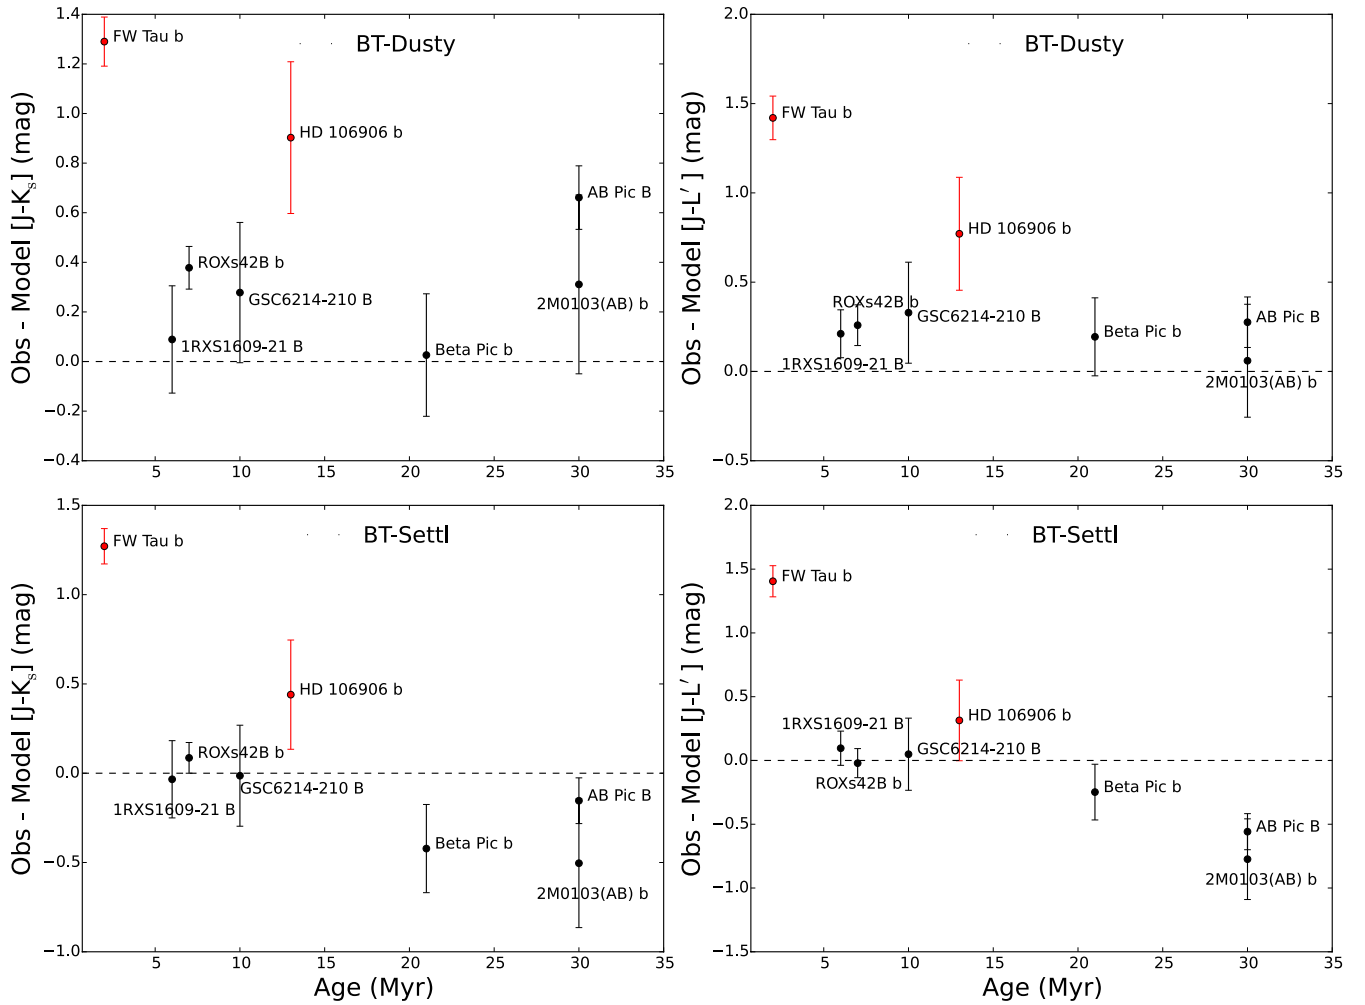 Obs - Model [J-Ks] (mag)
1.4
1.2
1.0
0.8
0.6
0.4
0.2
0.0
−0.2
−0.4
BT-Dusty
FW Tau b
HD 106906 b
AB Pic B
ROXs42B b
GSC6214-210 B
2M0103(AB) b
1RXS1609-21 B
Beta Pic b
5 10 15 20 25 30 35
Obs - Model [J-L′ ] (mag)
2.0
1.5
1.0
0.5
0.0
−0.5
BT-Dusty
FW Tau b
HD 106906 b
ROXs42B b
GSC6214-210 B
AB Pic B
Beta Pic b
1RXS1609-21 B
2M0103(AB) b
5 10 15 20 25 30 35
Obs - Model [J-Ks] (mag)
1.5
1.0
0.5
0.0
−0.5
−1.0
BT-Settl
FW Tau b
HD 106906 b
ROXs42B b
GSC6214-210 B
AB Pic B
1RXS1609-21 B
Beta Pic b
2M0103(AB) b
5 10 15 20 25 30 35
Age (Myr)
Obs - Model [J-L′ ] (mag)
2.0
1.5
1.0
0.5
0.0
−0.5
−1.0
−1.5
BT-Settl
FW Tau b
HD 106906 b
1RXS1609-21 B
GSC6214-210 B
ROXs42B b
Beta Pic b
AB Pic B
2M0103(AB) b
5 10 15 20 25 30 35
Age (Myr)